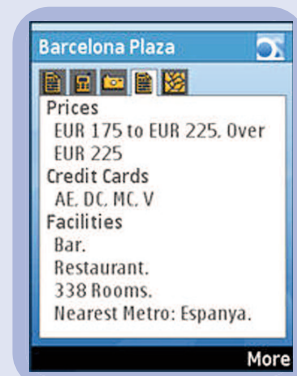 Barcelona Plaza
Prices
EUR 175 to EUR 225. Over
EUR 225
Credit Cards
AE. DC. MC. V
Facilities
Bar.
Restaurant.
338 Rooms.
Nearest Metro: Espanya.
More